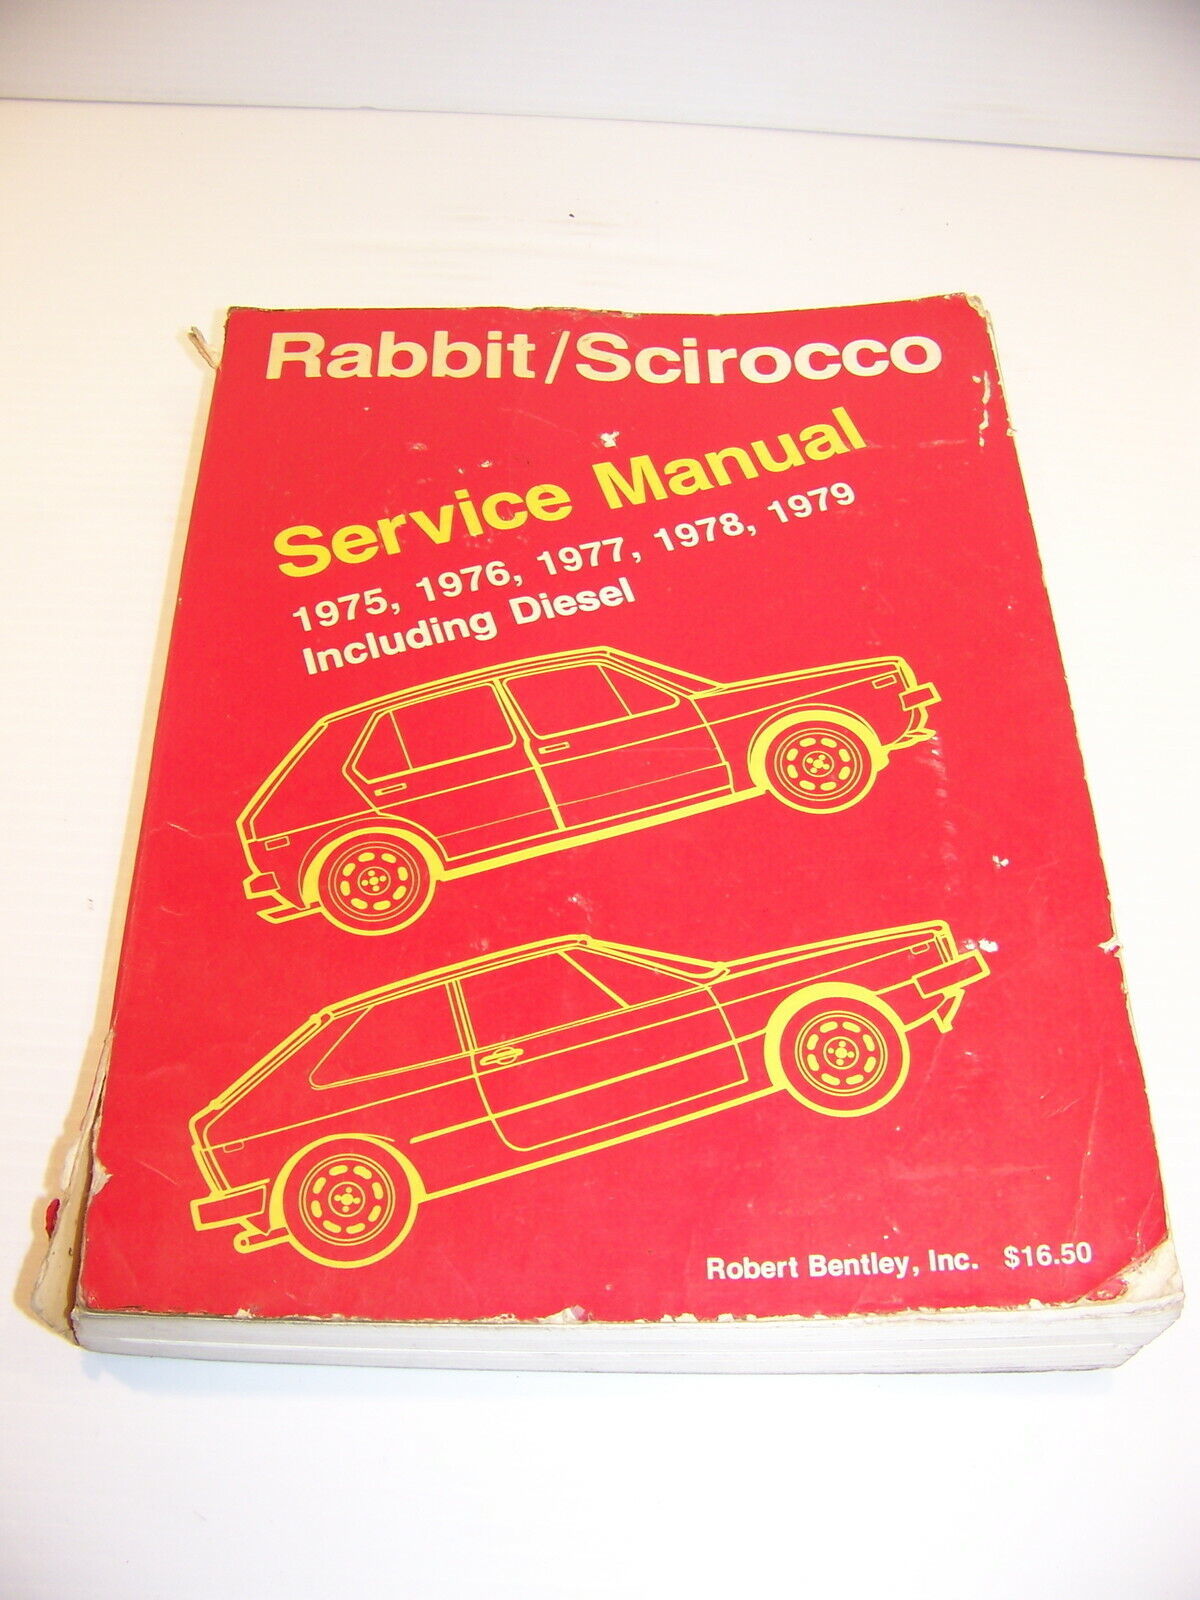 Rabbit/Scirocco
Service Manual
1975, 1976, 1977, 1978, 1979
Including Diesel
Robert Bentley, Inc. $16.50